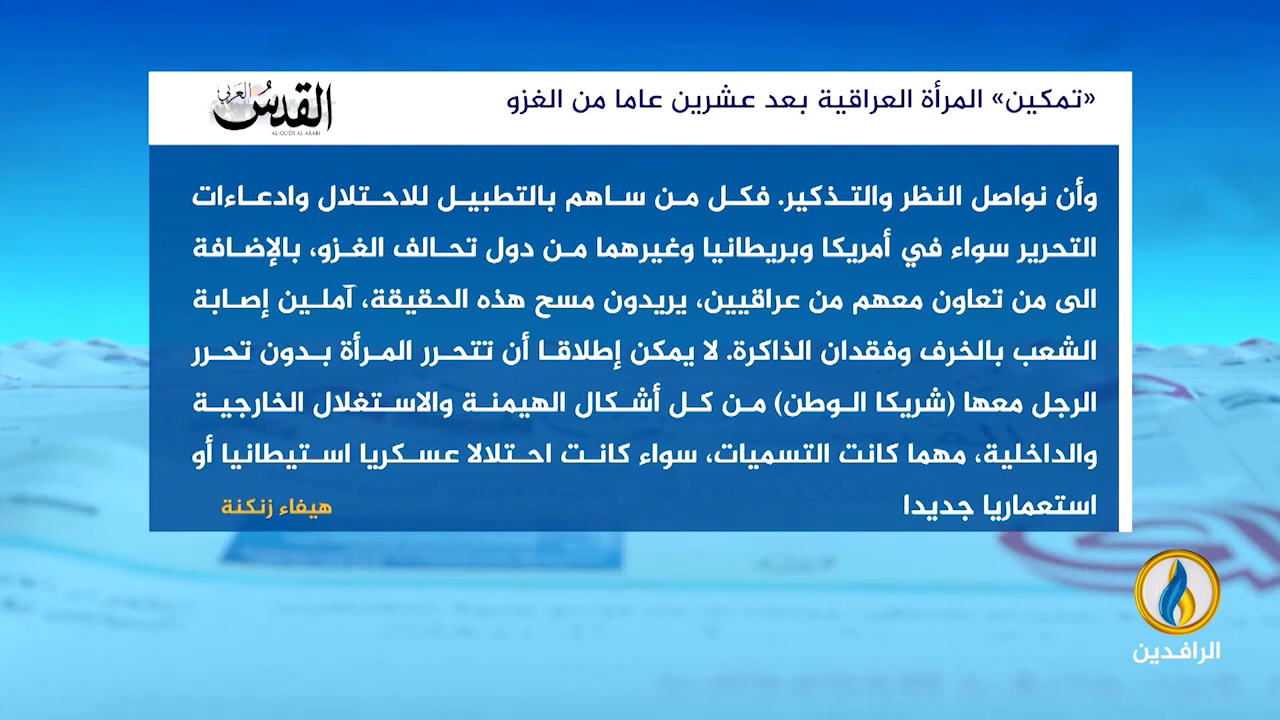 «تمكين» المرأة العراقية بعد عشرين عاما من الغزو
القدس العربي
AL-QUDS AL-ARABI
وأن نواصل النظر والتذكير. فكل من ساهم بالتطبيل للاحتلال وادعاءات
التحرير سواء في أمريكا وبريطانيا وغيرهما من دول تحالف الغزو، بالإضافة
الى من تعاون معهم من عراقيين، يريدون مسح هذه الحقيقة، آملين إصابة
الشعب بالخرف وفقدان الذاكرة. لا يمكن إطلاقا أن تتحرر المرأة بدون تحرر
الرجل معها (شريكا الوطن) من كل أشكال الهيمنة والاستغلال الخارجية
والداخلية، مهما كانت التسميات، سواء كانت احتلالا عسكريا استيطانيا أو
استعماريا جديدا
هيفاء زنكنة
الرافدين